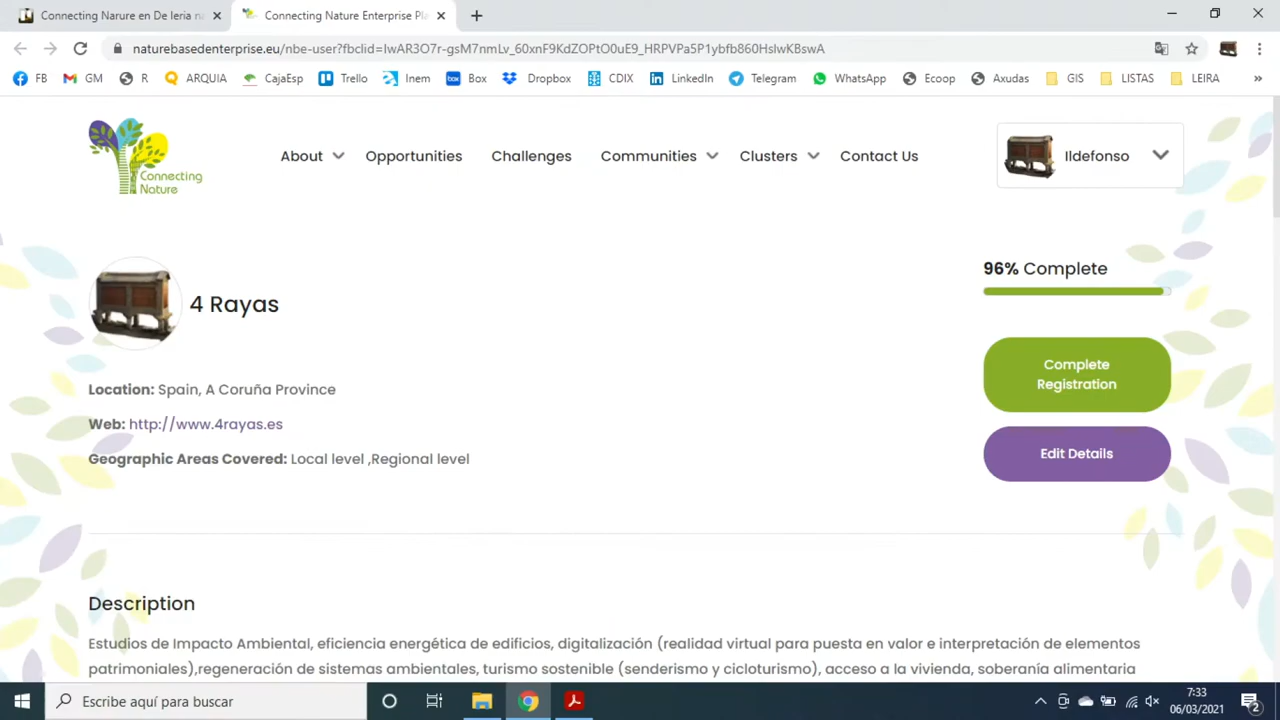 Connecting Narure en De leria na
Connecting Nature Enterprise Pla
naturebasedenterprise.eu/nbe-user?fbclid=IwAR3O7r-gsM7nmLv_60xnF9KdZOPtO0uE9_HRPVPa5P1ybfb860HsIwKBswA
FB GM R ARQUIA CajaEsp Trello Inem Box Dropbox CDIX LinkedIn Telegram WhatsApp Ecoop Axudas GIS LISTAS LEIRA »
Connecting
Nature
About Opportunities Challenges Communities Clusters Contact Us
Ildefonso
4 Rayas
96% Complete
Complete
Registration
Location: Spain, A Coruña Province
Web: http://www.4rayas.es
Edit Details
Geographic Areas Covered: Local level ,Regional level
Description
Estudios de Impacto Ambiental, eficiencia energética de edificios, digitalización (realidad virtual para puesta en valor e interpretación de elementos
patrimoniales),regeneración de sistemas ambientales, turismo sostenible (senderismo y cicloturismo), acceso a la vivienda, soberanía alimentaria
Escribe aquí para buscar
7:33
06/03/2021
2